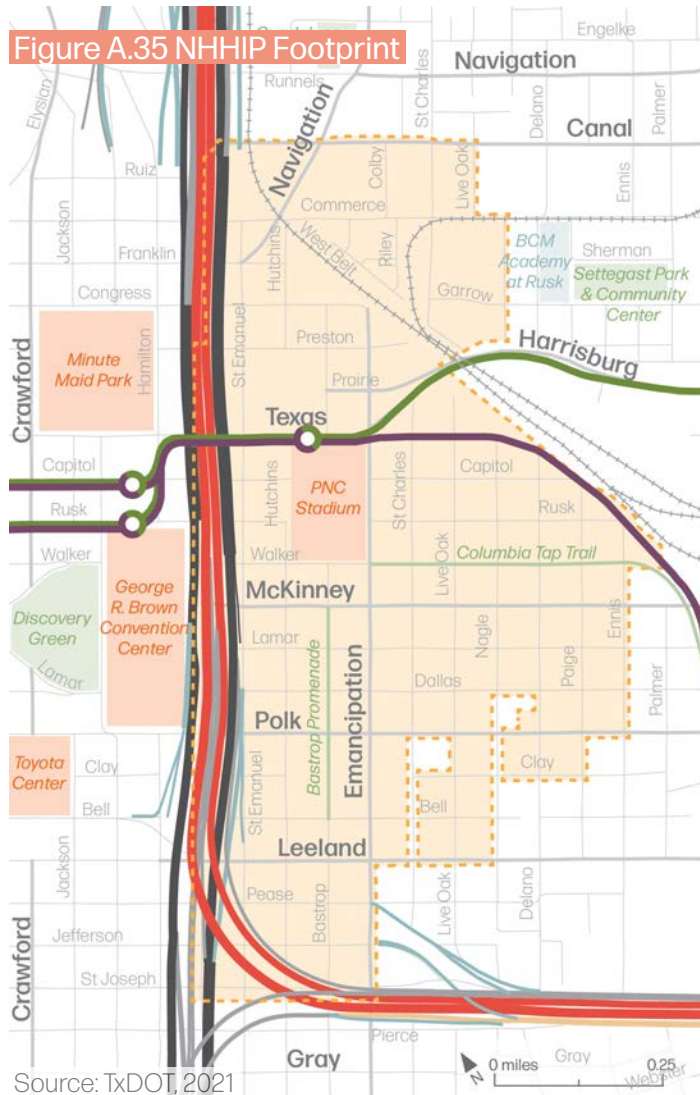 Figure A.35 NHHIP Footprint
Engelke
Navigation
Runnels
St Charles
Elysian
Delano
Palmer
Navigation
Canal
Ruiz
Colby
Live Oak
Ennis
Commerce
Jackson
Hutchins
West Belt
Riley
BCM
Academy
at Rusk
Sherman
Settegast Park
& Community
Center
Franklin
Congress
Garrow
St Emanuel
Preston
Harrisburg
Minute
Maid Park
Hamilton
Prairie
Crawford
Texas
Capitol
Capitol
Hutchins
PNC
Stadium
St Charles
Rusk
Rusk
Walker
Walker
Live Oak
Columbia Tap Trail
George
R. Brown
Convention
Center
McKinney
Discovery
Green
Lamar
Lamar
Nagle
Ennis
Bastrop Promenade
Emancipation
Dallas
Paige
Palmer
Polk
Toyota
Center
Clay
Clay
St Emanuel
Bell
Bell
Leeland
Jackson
Pease
Bastrop
Live Oak
Delano
Jefferson
Crawford
St Joseph
Pierce
Gray
N
0 miles
0.25
Gray
Webster
Source: TxDOT, 2021